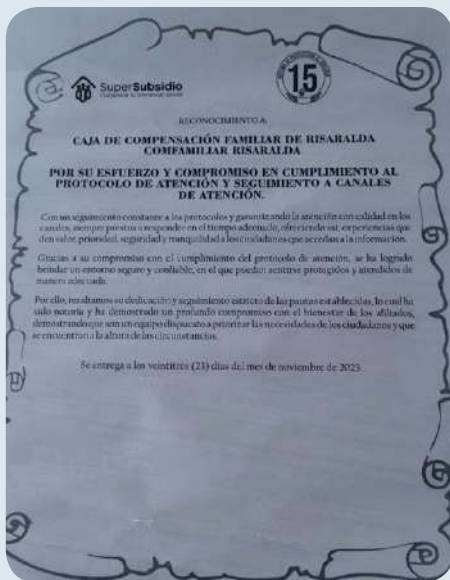 SuperSubsidio
15
RECONOCIMIENTO A:
CAJA DE COMPENSACIÓN FAMILIAR DE RISARALDA
COMFAMILIAR RISARALDA
POR SU ESFUERZO Y COMPROMISO EN CUMPLIMIENTO AL
PROTOCOLO DE ATENCIÓN Y SEGUIMIENTO A CANALES
DE ATENCIÓN.
Con un seguimiento constante a los protocolos y garantizando la atención con calidad en los
canales, siempre prestos a responder en el tiempo adecuado, ofreciendo así, experiencias que
den valor, prioridad, seguridad y tranquilidad a los ciudadanos que accedan a la información.
Gracias a su compromiso con el cumplimiento del protocolo de atención, se ha logrado
brindar un entorno seguro y confiable, en el que puedan sentirse protegidos y atendidos de
manera adecuada.
Por ello, resaltamos su dedicación y seguimiento estricto de las pautas establecidas, lo cual ha
sido notoria y ha demostrado un profundo compromiso con el bienestar de los afiliados,
demostrando que son un equipo dispuesto a priorizar las necesidades de los ciudadanos y que
se encuentran a la altura de las circunstancias.
Se entrega a los veintitrés (23) días del mes de noviembre de 2023.